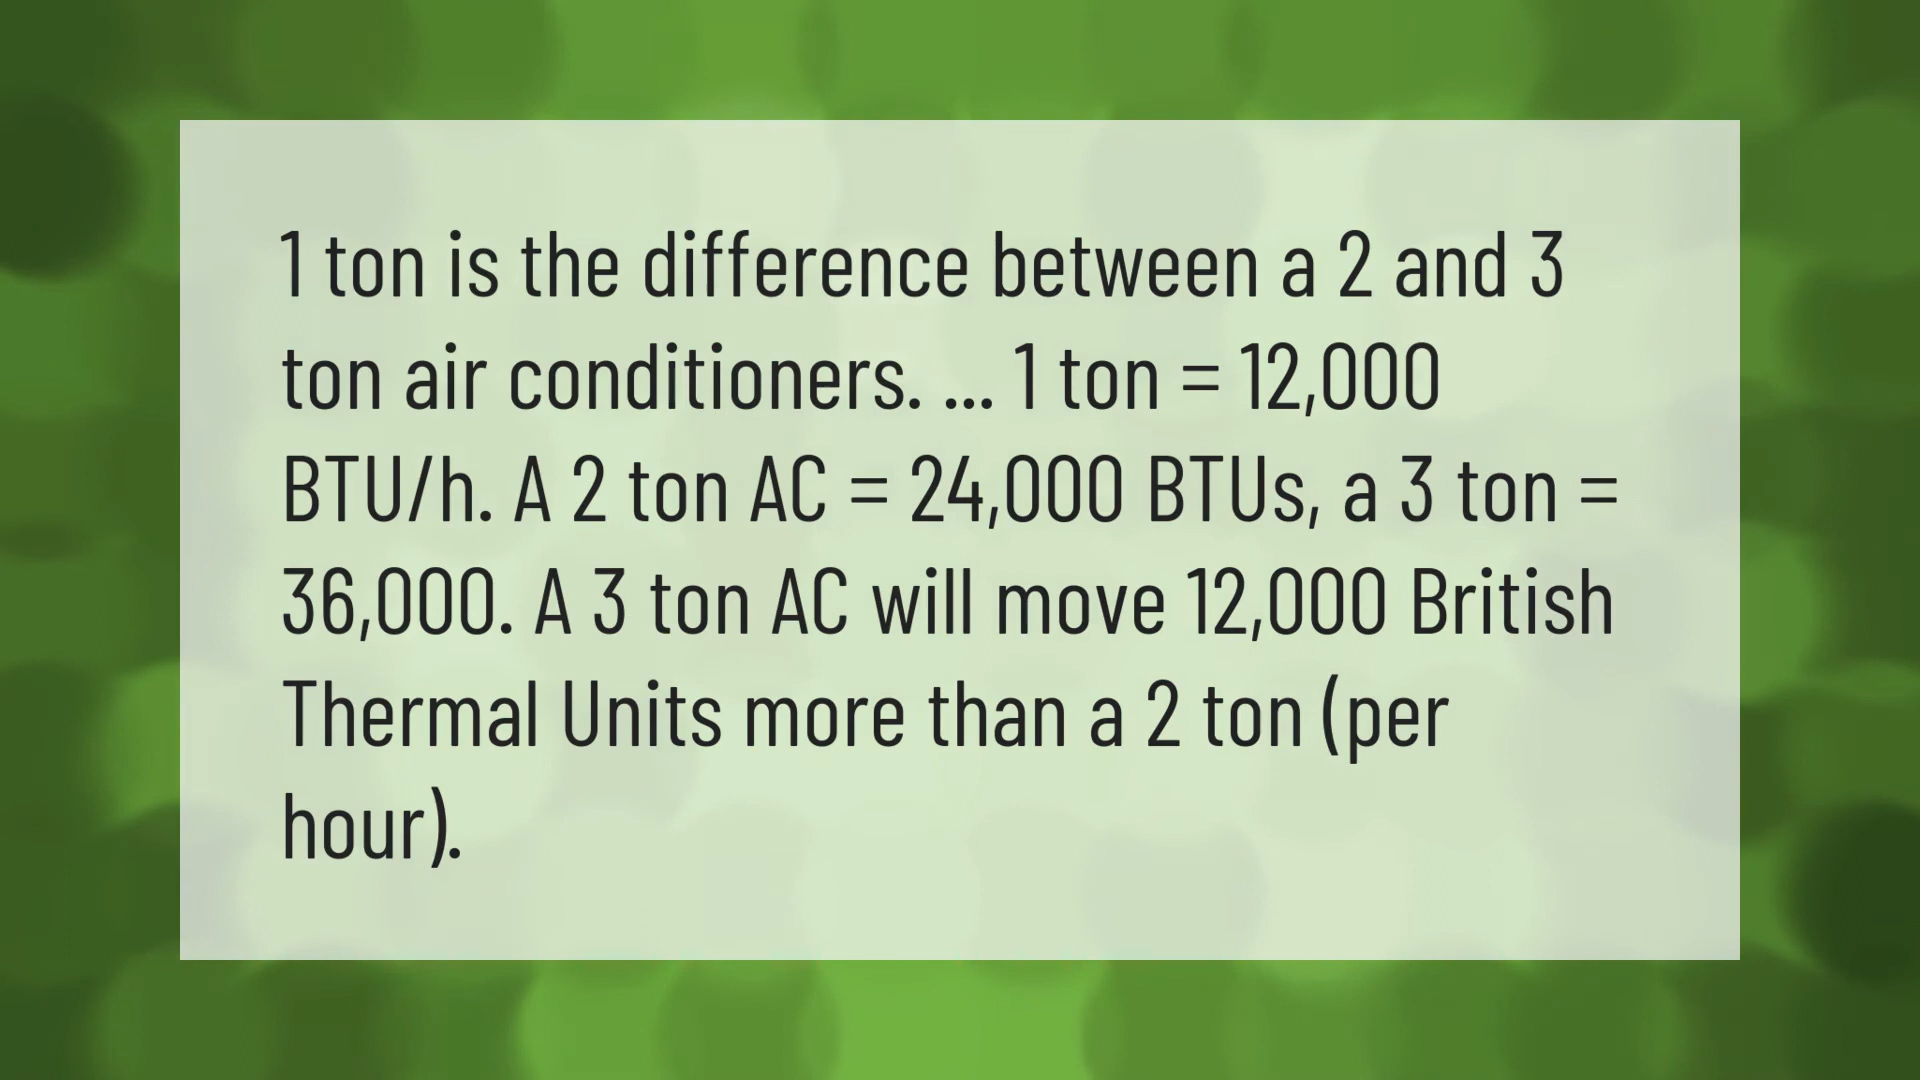 1 ton is the difference between a 2 and 3
ton air conditioners. ... 1 ton = 12,000
BTU/h. A 2 ton AC = 24,000 BTUs, a 3 ton =
36,000. A 3 ton AC will move 12,000 British
Thermal Units more than a 2 ton (per
hour).